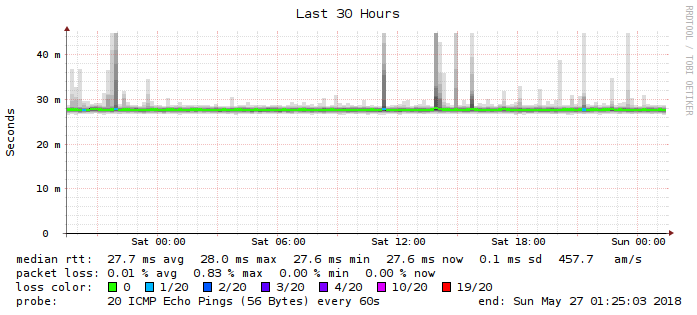 Last 30 Hours
RRDTOOL / TOBI OETIKER
Seconds
40 m
30 m
20 m
10 m
0
Sat 00:00 Sat 06:00 Sat 12:00 Sat 18:00 Sun 00:00
median rtt: 27.7 ms avg 28.0 ms max 27.6 ms min 27.6 ms now 0.1 ms sd 457.7 am/s
packet loss: 0.01 % avg 0.83 % max 0.00 % min 0.00 % now
loss color: 0 1/20 2/20 3/20 4/20 10/20 19/20
probe: 20 ICMP Echo Pings (56 Bytes) every 60s end: Sun May 27 01:25:03 2018